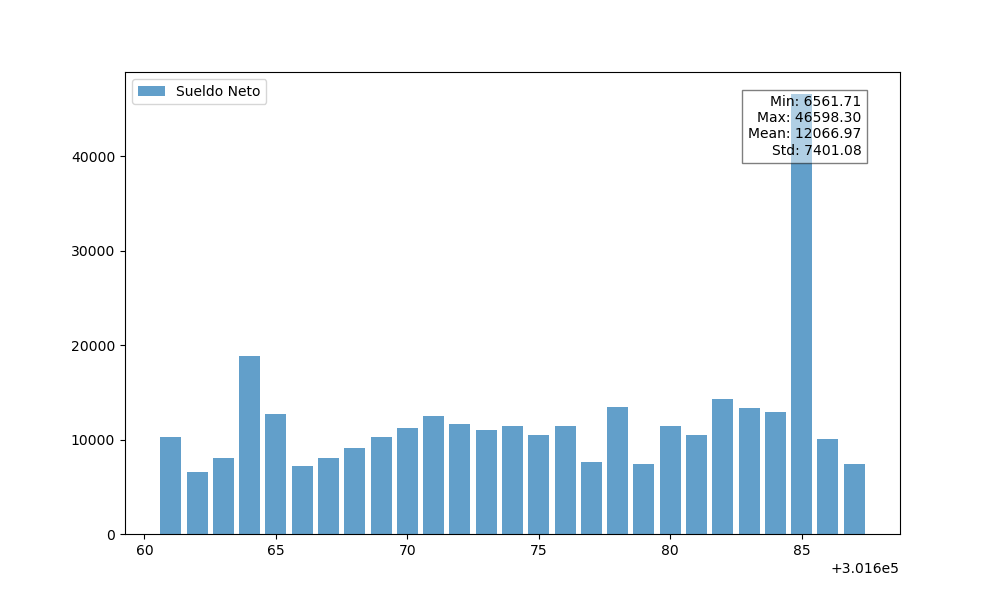 Sueldo Neto
Min: 6561.71
Max: 46598.30
Mean: 12066.97
Std: 7401.08
40000
30000
20000
10000
0
60 65 70 75 80 85
+3.016e5